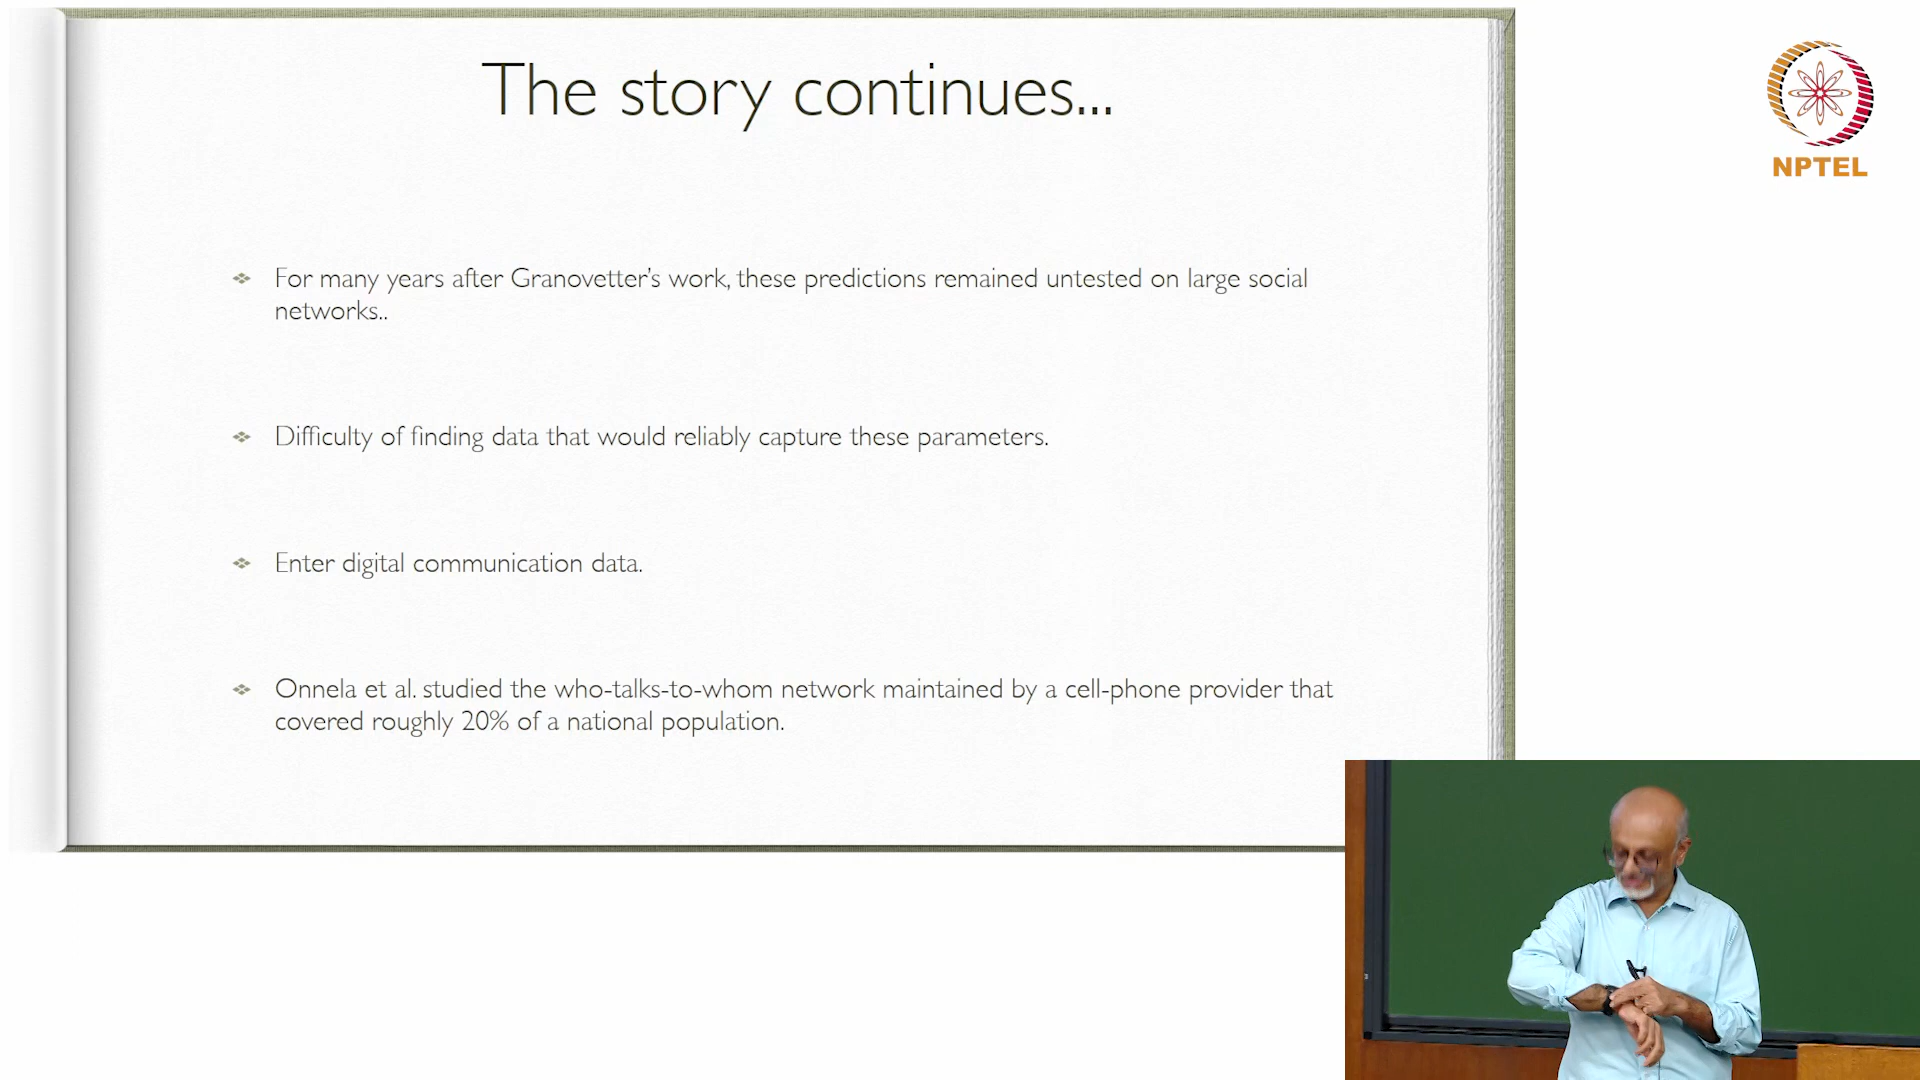 The story continues...
NPTEL
For many years after Granovetter's work, these predictions remained untested on large social
networks..
Difficulty of finding data that would reliably capture these parameters.
Enter digital communication data.
Onnela et al. studied the who-talks-to-whom network maintained by a cell-phone provider that
covered roughly 20% of a national population.